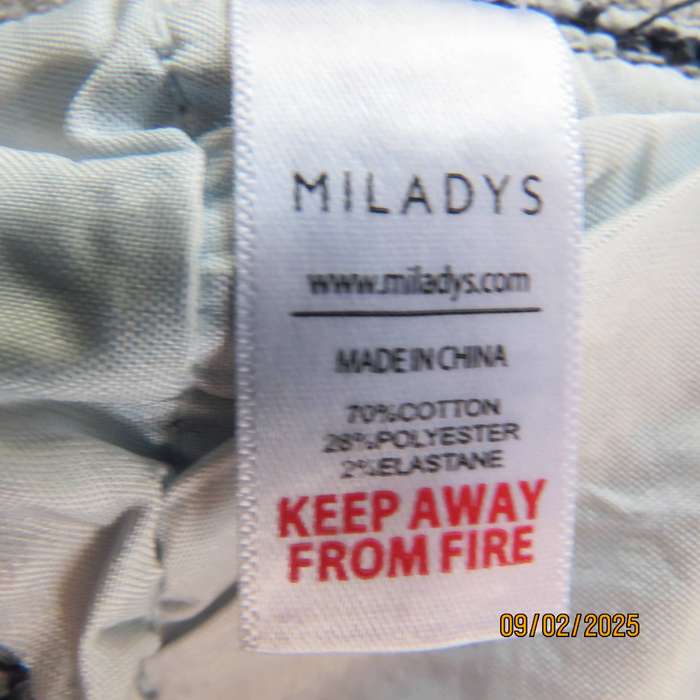 MILADYS
www.miladys.com
MADE IN CHINA
70%COTTON
28%POLYESTER
2%ELASTANE
KEEP AWAY
FROM FIRE
09/02/2025